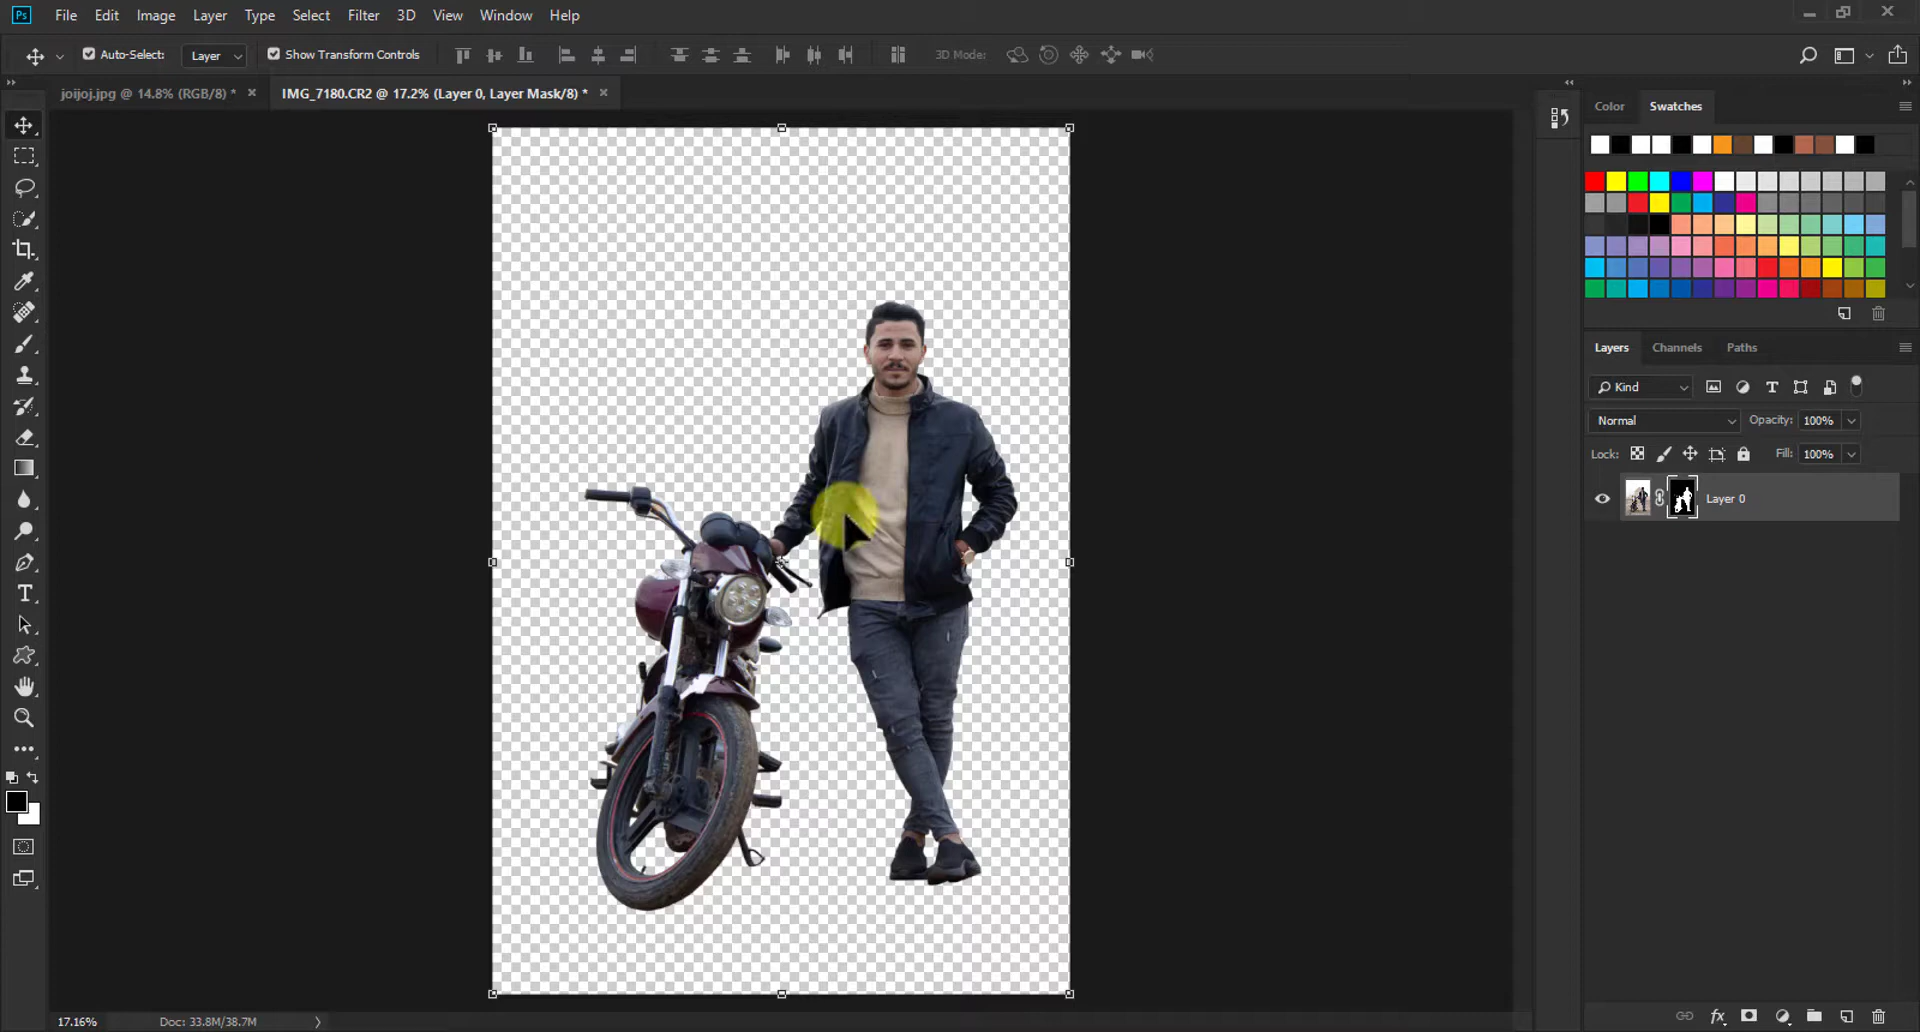 Ps File Edit Image Layer Type Select Filter 3D View Window Help
Auto-Select: Layer Show Transform Controls 3D Mode:
joijoj.jpg @ 14.8% (RGB/8) * IMG_7180.CR2 @ 17.2% (Layer 0, Layer Mask/8) *
Color Swatches
Layers Channels Paths
Kind
Normal Opacity: 100%
Lock: Fill: 100%
Layer 0
17.16% Doc: 33.8M/38.7M